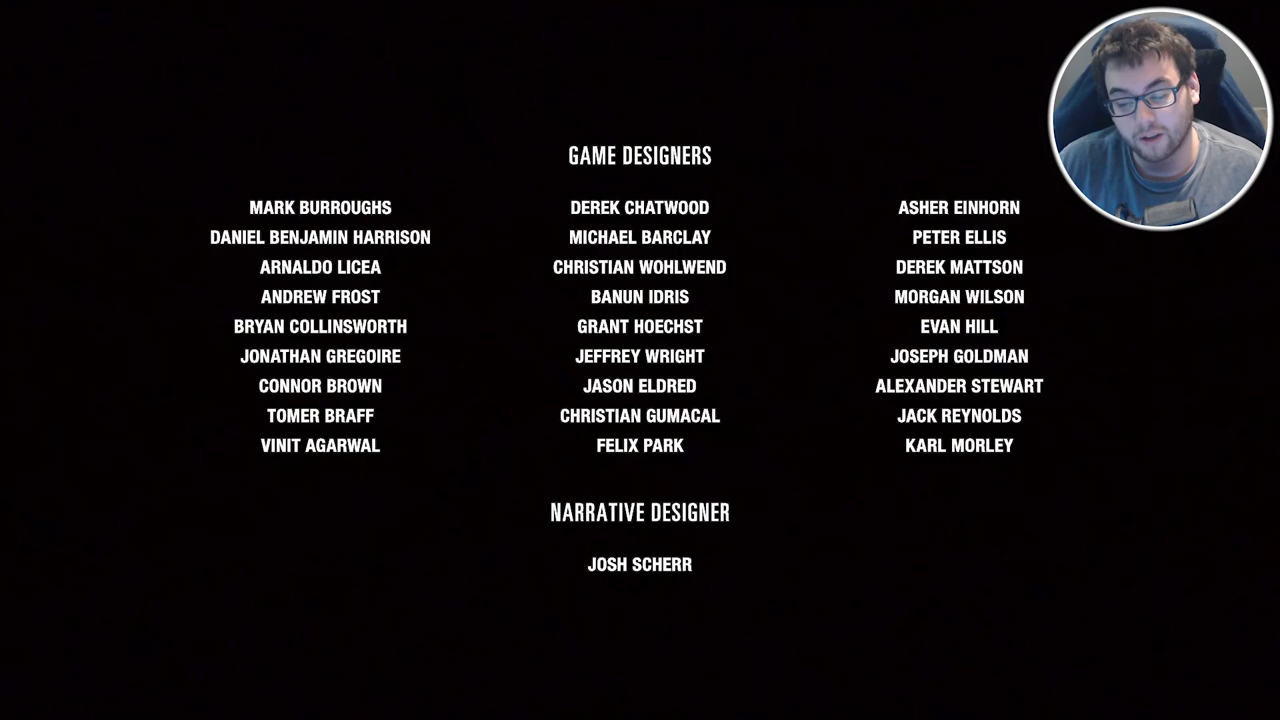 GAME DESIGNERS
MARK BURROUGHS
DANIEL BENJAMIN HARRISON
ARNALDO LICEA
ANDREW FROST
BRYAN COLLINSWORTH
JONATHAN GREGOIRE
CONNOR BROWN
TOMER BRAFF
VINIT AGARWAL
DEREK CHATWOOD
MICHAEL BARCLAY
CHRISTIAN WOHLWEND
BANUN IDRIS
GRANT HOECHST
JEFFREY WRIGHT
JASON ELDRED
CHRISTIAN GUMACAL
FELIX PARK
ASHER EINHORN
PETER ELLIS
DEREK MATTSON
MORGAN WILSON
EVAN HILL
JOSEPH GOLDMAN
ALEXANDER STEWART
JACK REYNOLDS
KARL MORLEY
NARRATIVE DESIGNER
JOSH SCHERR